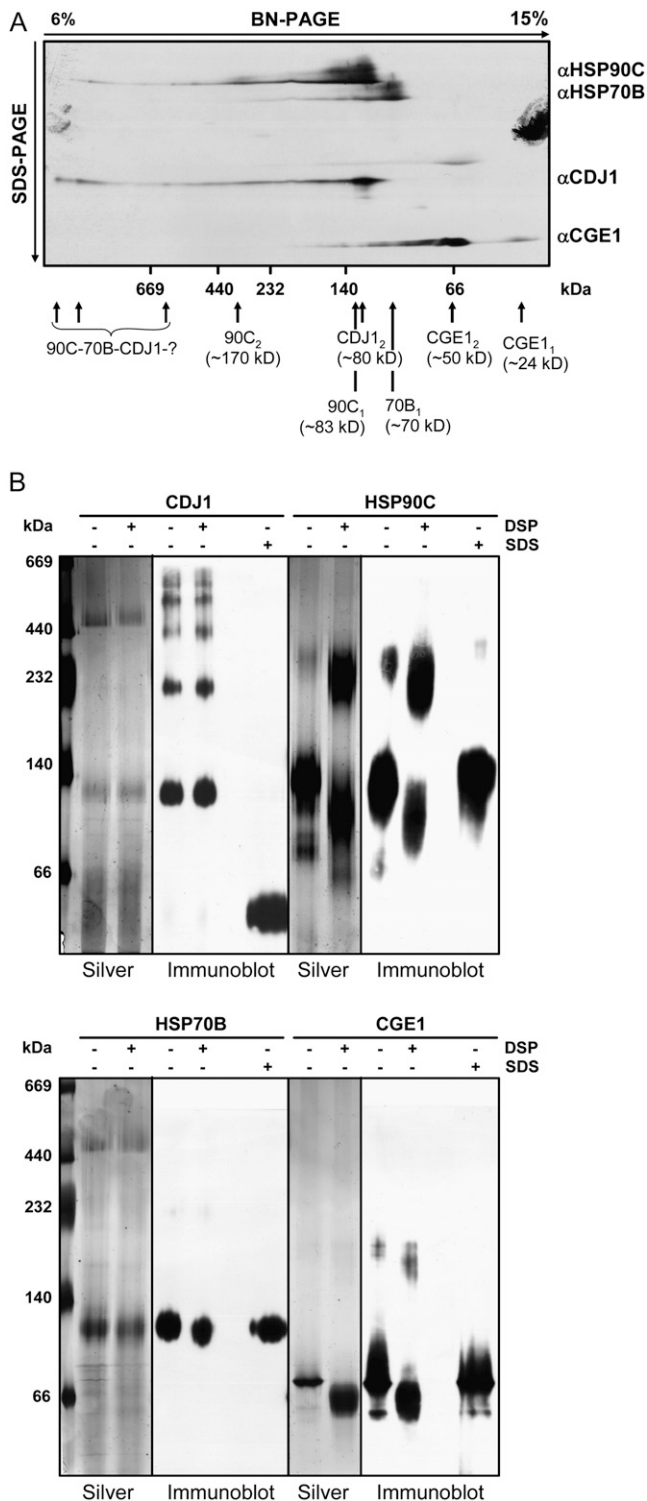 A
6% BN-PAGE 15%
SDS-PAGE
αHSP90C
αHSP70B
αCDJ1
αCGE1
669 440 232 140 66 kDa
90C-70B-CDJ1-?
90C2 (~170 kD)
CDJ12 (~80 kD)
CGE12 (~50 kD)
CGE11 (~24 kD)
90C1 (~83 kD)
70B1 (~70 kD)
B
CDJ1 HSP90C
kDa - + - + - - + - + - DSP
- - - - + - - - - + SDS
669
440
232
140
66
Silver Immunoblot Silver Immunoblot
HSP70B CGE1
kDa - + - + - - + - + - DSP
- - - - + - - - - + SDS
669
440
232
140
66
Silver Immunoblot Silver Immunoblot